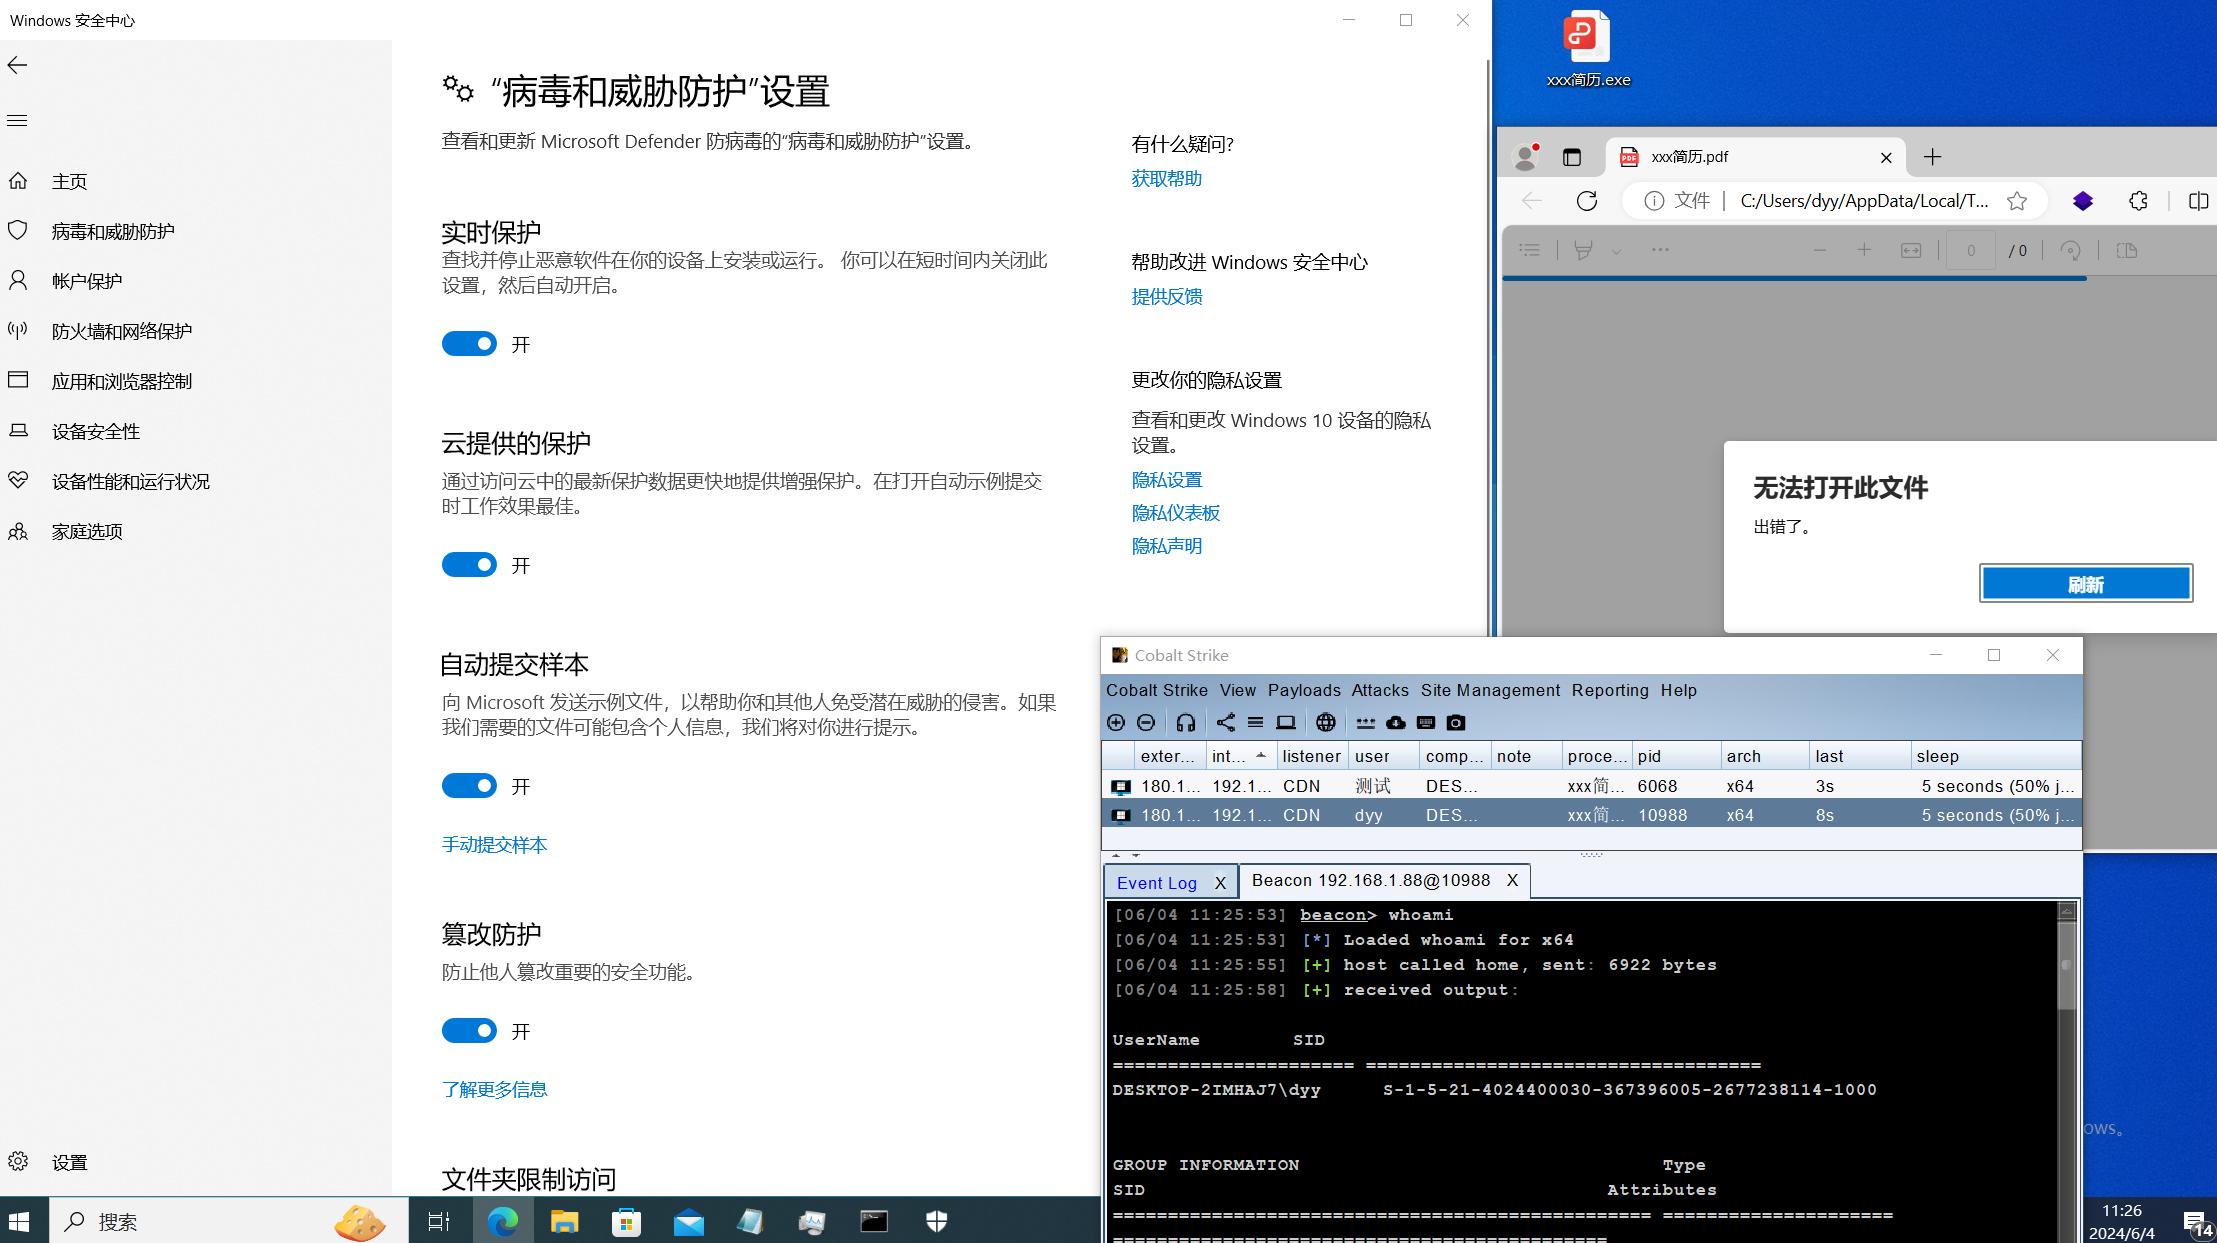 Windows 安全中心
主页
病毒和威胁防护
帐户保护
防火墙和网络保护
应用和浏览器控制
设备安全性
设备性能和运行状况
家庭选项
设置
“病毒和威胁防护”设置
查看和更新 Microsoft Defender 防病毒的“病毒和威胁防护”设置。
实时保护
查找并停止恶意软件在你的设备上安装或运行。 你可以在短时间内关闭此
设置，然后自动开启。
开
云提供的保护
通过访问云中的最新保护数据更快地提供增强保护。在打开自动示例提交
时工作效果最佳。
开
自动提交样本
向 Microsoft 发送示例文件，以帮助你和其他人免受潜在威胁的侵害。如果
我们需要的文件可能包含个人信息，我们将对你进行提示。
开
手动提交样本
篡改防护
防止他人篡改重要的安全功能。
开
了解更多信息
文件夹限制访问
有什么疑问?
获取帮助
帮助改进 Windows 安全中心
提供反馈
更改你的隐私设置
查看和更改 Windows 10 设备的隐私
设置。
隐私设置
隐私仪表板
隐私声明
xxx简历.exe
PDF xxx简历.pdf
文件 C:/Users/dyy/AppData/Local/T...
0 / 0
无法打开此文件
出错了。
刷新
Cobalt Strike
Cobalt Strike View Payloads Attacks Site Management Reporting Help
exter... int... listener user comp... note proce... pid arch last sleep
180.1... 192.1... CDN 测试 DES... xxx简... 6068 x64 3s 5 seconds (50% j...
180.1... 192.1... CDN dyy DES... xxx简... 10988 x64 8s 5 seconds (50% j...
Event Log X Beacon 192.168.1.88@10988 X
[06/04 11:25:53] beacon> whoami
[06/04 11:25:53] [*] Loaded whoami for x64
[06/04 11:25:55] [+] host called home, sent: 6922 bytes
[06/04 11:25:58] [+] received output:
UserName SID
====================== ====================================
DESKTOP-2IMHAJ7\dyy S-1-5-21-4024400030-367396005-2677238114-1000
GROUP INFORMATION Type
SID Attributes
================================================= =====================
=============================================
ows。
搜索
11:26
2024/6/4
14